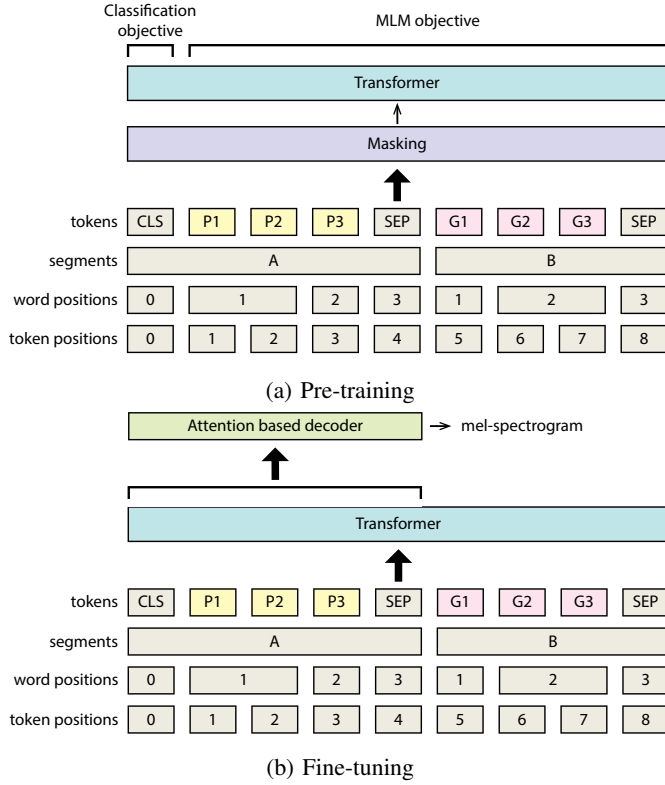 Classification
objective
MLM objective
Transformer
Masking
tokens CLS P1 P2 P3 SEP G1 G2 G3 SEP
segments A B
word positions 0 1 2 3 1 2 3
token positions 0 1 2 3 4 5 6 7 8
(a) Pre-training
Attention based decoder mel-spectrogram
Transformer
tokens CLS P1 P2 P3 SEP G1 G2 G3 SEP
segments A B
word positions 0 1 2 3 1 2 3
token positions 0 1 2 3 4 5 6 7 8
(b) Fine-tuning